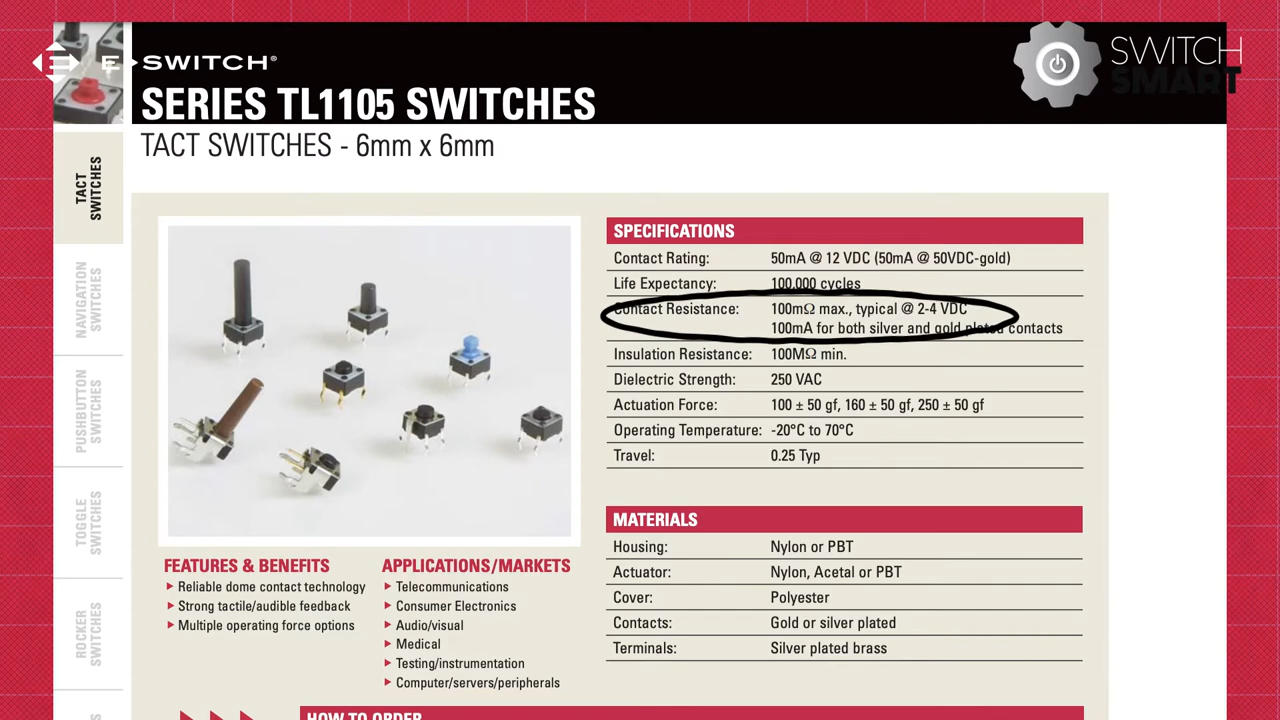 E-SWITCH®
SWITCH
SMART
SERIES TL1105 SWITCHES
TACT SWITCHES - 6mm x 6mm
TACT
SWITCHES
NAVIGATION
SWITCHES
PUSHBUTTON
SWITCHES
TOGGLE
SWITCHES
ROCKER
SWITCHES
SPECIFICATIONS
Contact Rating: 50mA @ 12 VDC (50mA @ 50VDC-gold)
Life Expectancy: 100,000 cycles
Contact Resistance: 100mΩ max., typical @ 2-4 VDC
100mA for both silver and gold plated contacts
Insulation Resistance: 100MΩ min.
Dielectric Strength: 250 VAC
Actuation Force: 100 ± 50 gf, 160 ± 50 gf, 250 ± 50 gf
Operating Temperature: -20°C to 70°C
Travel: 0.25 Typ
MATERIALS
Housing: Nylon or PBT
Actuator: Nylon, Acetal or PBT
Cover: Polyester
Contacts: Gold or silver plated
Terminals: Silver plated brass
FEATURES & BENEFITS
Reliable dome contact technology
Strong tactile/audible feedback
Multiple operating force options
APPLICATIONS/MARKETS
Telecommunications
Consumer Electronics
Audio/visual
Medical
Testing/instrumentation
Computer/servers/peripherals
HOW TO ORDER